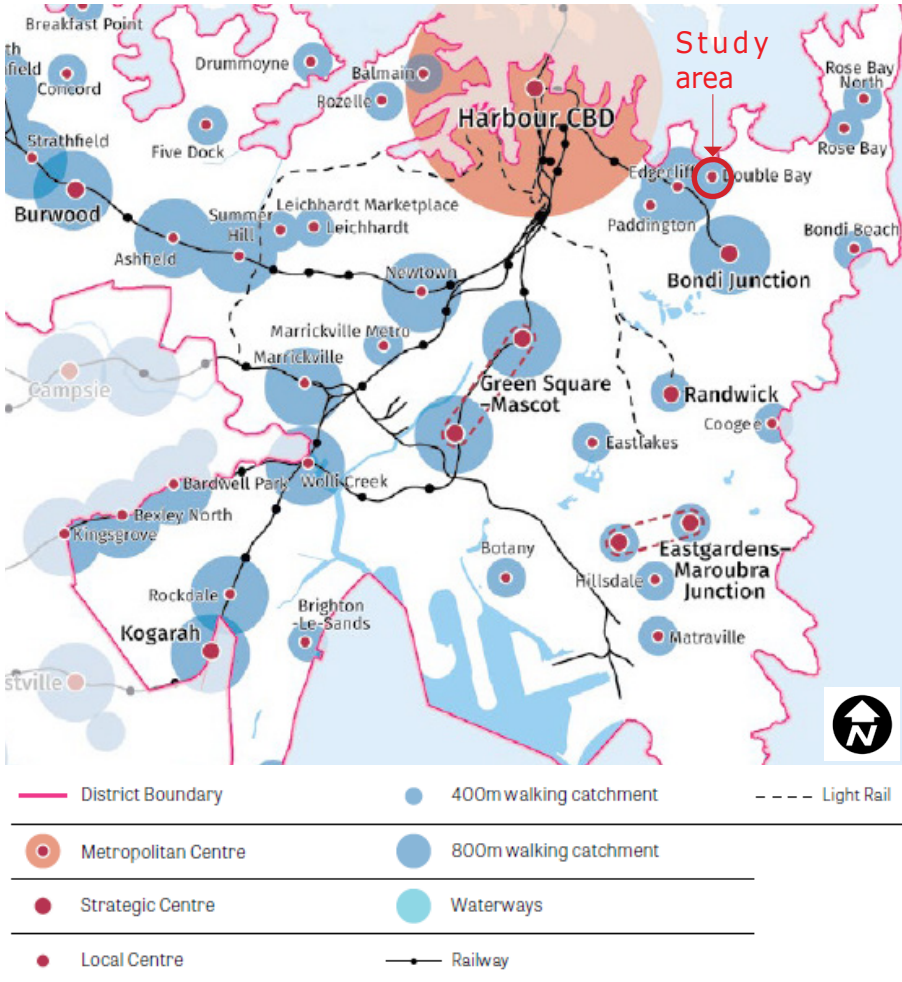 Breakfast Point
Study
area
Drummoyne
Balmain
Rose Bay
North
Concord
Rozelle
Harbour CBD
Strathfield
Five Dock
Rose Bay
Edgecliff
Double Bay
Burwood
Summer
Hill
Leichhardt Marketplace
Leichhardt
Paddington
Bondi Beach
Ashfield
Newtown
Bondi Junction
Marrickville Metro
Marrickville
Campsie
Green Square
-Mascot
Randwick
Coogee
Eastlakes
Bardwell Park
Wolli Creek
Bexley North
Kingsgrove
Botany
Eastgardens-
Maroubra
Junction
Hillsdale
Rockdale
Brighton
-Le-Sands
Kogarah
Matraville
stville
N
District Boundary
400m walking catchment
Light Rail
Metropolitan Centre
800m walking catchment
Strategic Centre
Waterways
Local Centre
Railway